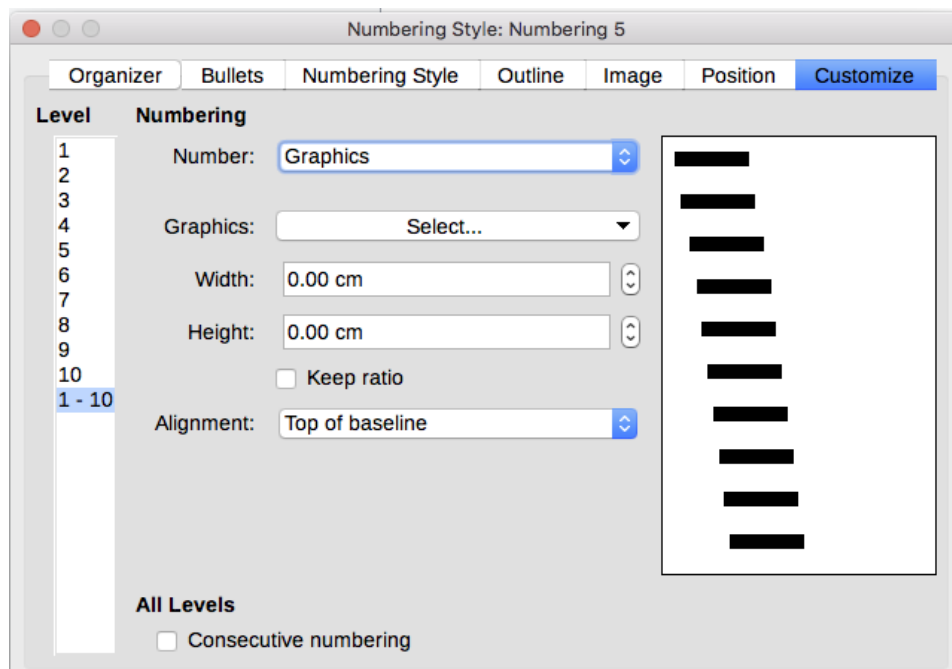 Numbering Style: Numbering 5
Organizer Bullets Numbering Style Outline Image Position Customize
Level Numbering
1
2
3
4
5
6
7
8
9
10
1 - 10
Number: Graphics
Graphics: Select...
Width: 0.00 cm
Height: 0.00 cm
Keep ratio
Alignment: Top of baseline
All Levels
Consecutive numbering